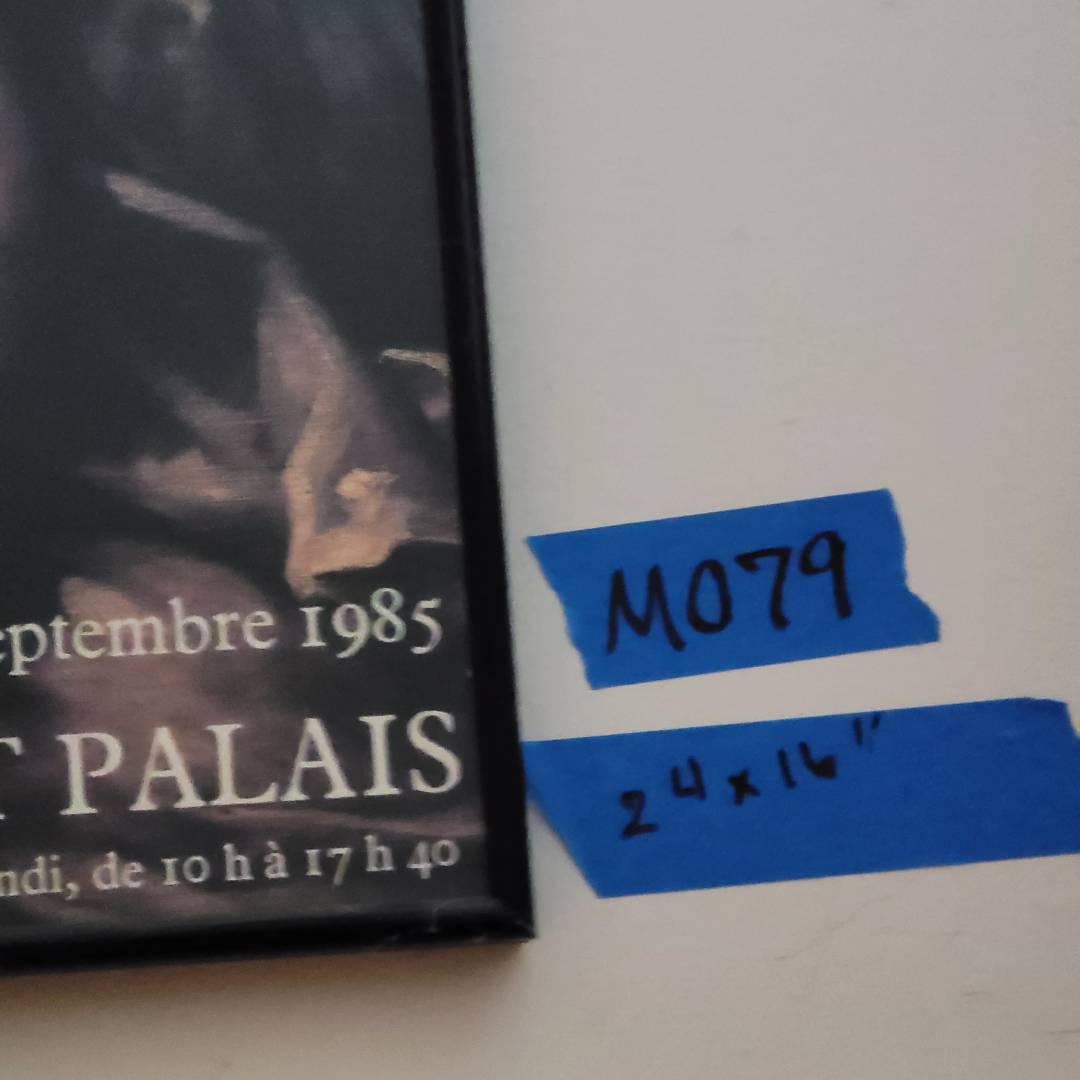 eptembre 1985
T PALAIS
ndi, de 10 h à 17 h 40
M079
24 x 16"